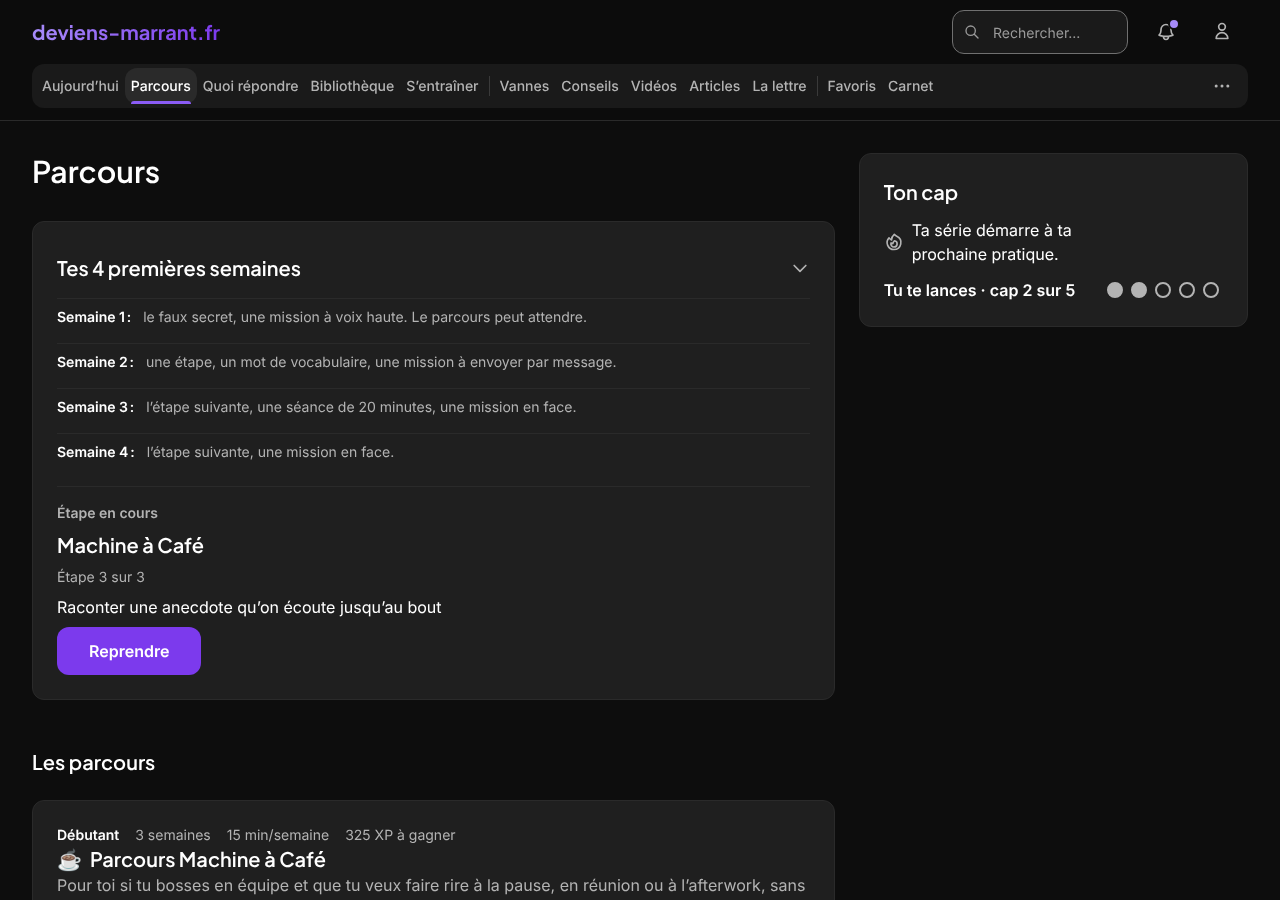 deviens-marrant.fr
Rechercher...
Aujourd’hui Parcours Quoi répondre Bibliothèque S’entraîner Vannes Conseils Vidéos Articles La lettre Favoris Carnet
Parcours
Tes 4 premières semaines
Semaine 1 : le faux secret, une mission à voix haute. Le parcours peut attendre.
Semaine 2 : une étape, un mot de vocabulaire, une mission à envoyer par message.
Semaine 3 : l’étape suivante, une séance de 20 minutes, une mission en face.
Semaine 4 : l’étape suivante, une mission en face.
Étape en cours
Machine à Café
Étape 3 sur 3
Raconter une anecdote qu’on écoute jusqu’au bout
Reprendre
Ton cap
Ta série démarre à ta
prochaine pratique.
Tu te lances · cap 2 sur 5
Les parcours
Débutant 3 semaines 15 min/semaine 325 XP à gagner
Parcours Machine à Café
Pour toi si tu bosses en équipe et que tu veux faire rire à la pause, en réunion ou à l’afterwork, sans